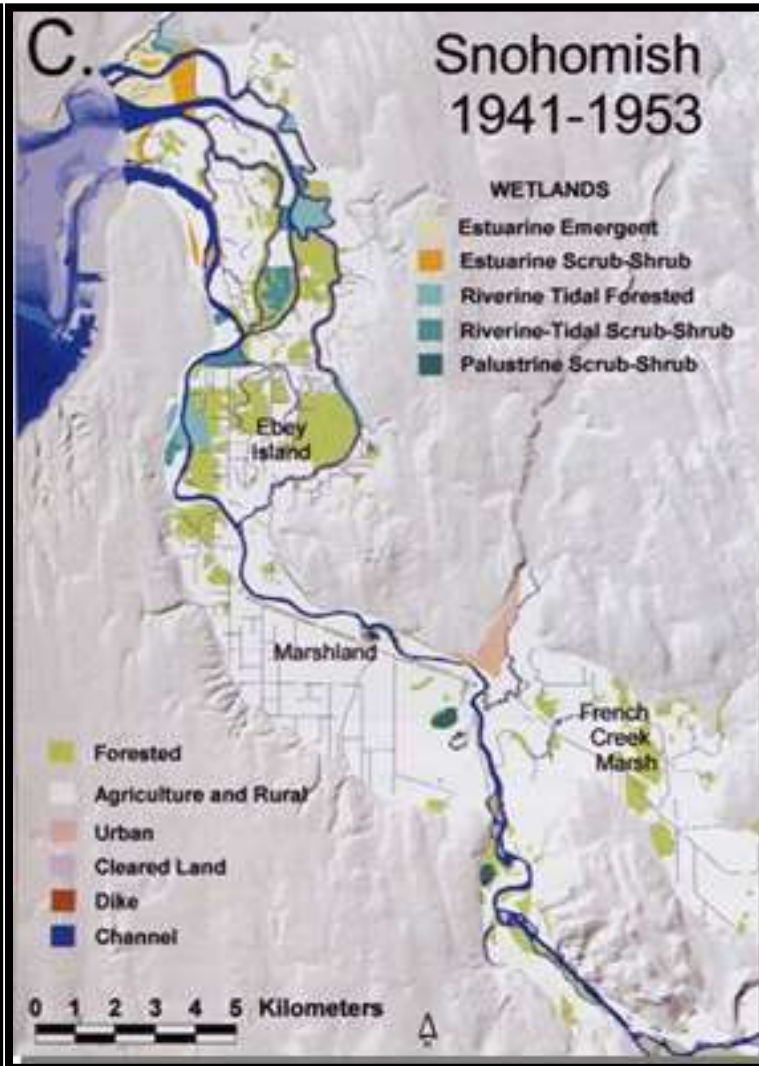 C.
Snohomish
1941-1953
WETLANDS
Estuarine Emergent
Estuarine Scrub-Shrub
Riverine Tidal Forested
Riverine-Tidal Scrub-Shrub
Palustrine Scrub-Shrub
Ebey
Island
Marshland
French
Creek
Marsh
Forested
Agriculture and Rural
Urban
Cleared Land
Dike
Channel
0 1 2 3 4 5 Kilometers
N